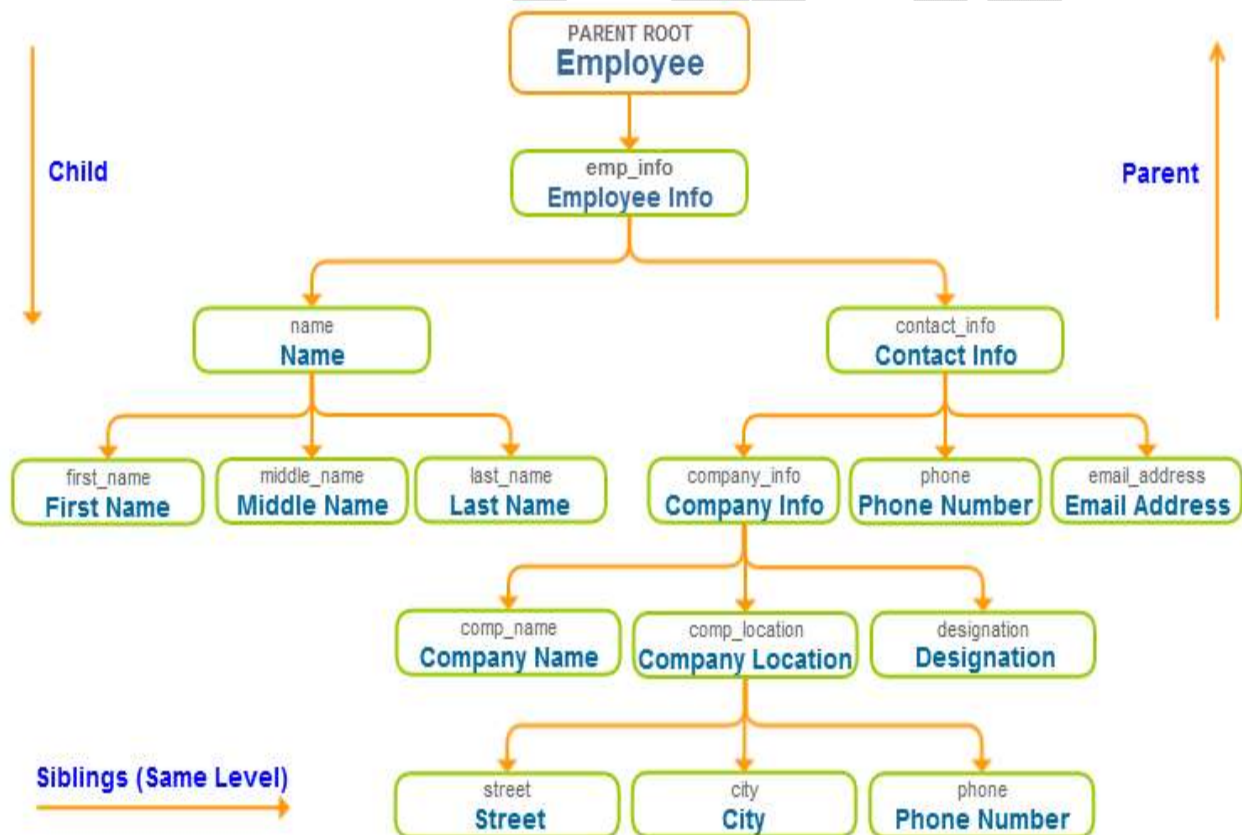 PARENT ROOT
Employee
Child
Parent
emp_info
Employee Info
name
Name
contact_info
Contact Info
first_name
First Name
middle_name
Middle Name
last_name
Last Name
company_info
Company Info
phone
Phone Number
email_address
Email Address
comp_name
Company Name
comp_location
Company Location
designation
Designation
Siblings (Same Level)
street
Street
city
City
phone
Phone Number